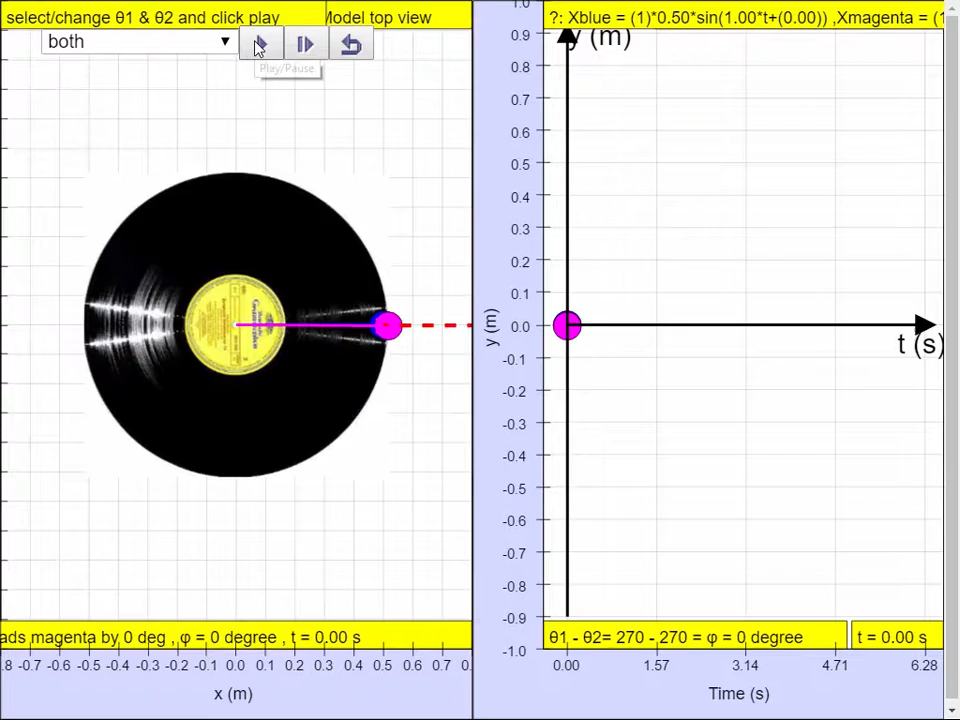 select/change θ1 & θ2 and click play
Model top view
both
Play/Pause
ads magenta by 0 deg , φ = 0 degree , t = 0.00 s
.8 -0.7 -0.6 -0.5 -0.4 -0.3 -0.2 -0.1 0.0 0.1 0.2 0.3 0.4 0.5 0.6 0.7 0
x (m)
?: Xblue = (1)*0.50*sin(1.00*t+(0.00)) ,Xmagenta = (1
y (m)
1.0
0.9
0.8
0.7
0.6
0.5
0.4
0.3
0.2
0.1
0.0
-0.1
-0.2
-0.3
-0.4
-0.5
-0.6
-0.7
-0.8
-0.9
-1.0
y (m)
t (s)
θ1 - θ2= 270 - 270 = φ = 0 degree
t = 0.00 s
0.00 1.57 3.14 4.71 6.28
Time (s)